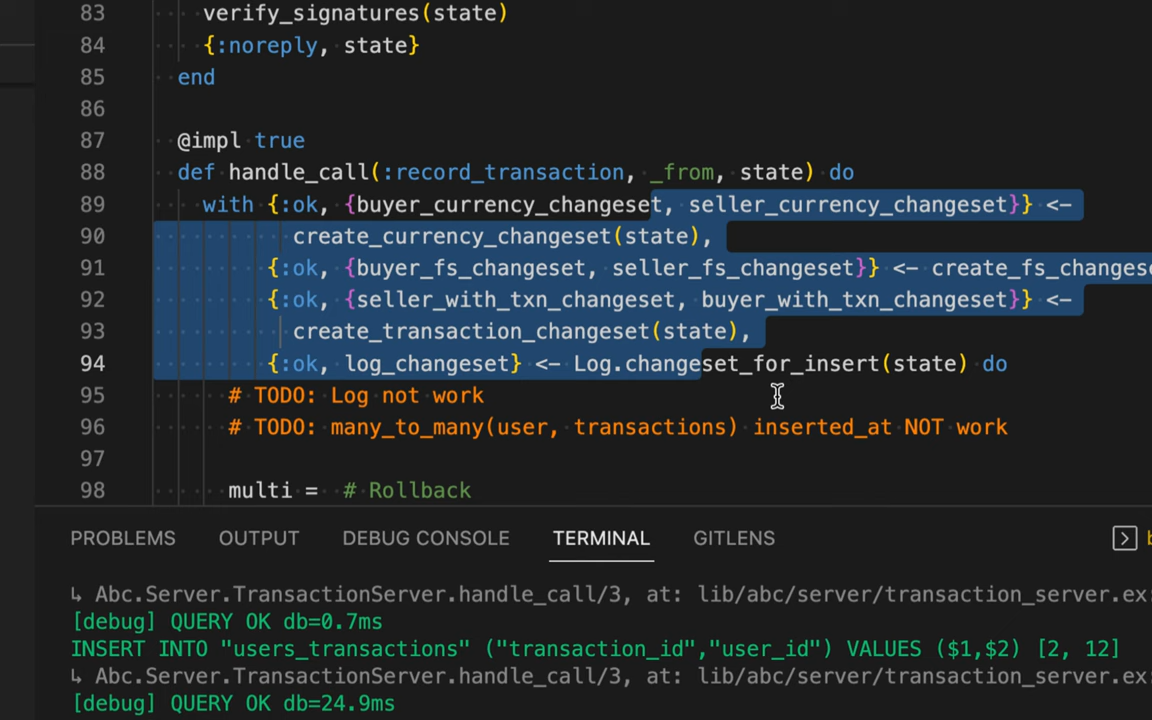 83 verify_signatures(state)
84 {:noreply, state}
85 end
86
87 @impl true
88 def handle_call(:record_transaction, _from, state) do
89 with {:ok, {buyer_currency_changeset, seller_currency_changeset}} <-
90 create_currency_changeset(state),
91 {:ok, {buyer_fs_changeset, seller_fs_changeset}} <- create_fs_changes
92 {:ok, {seller_with_txn_changeset, buyer_with_txn_changeset}} <-
93 create_transaction_changeset(state),
94 {:ok, log_changeset} <- Log.changeset_for_insert(state) do
95 # TODO: Log not work
96 # TODO: many_to_many(user, transactions) inserted_at NOT work
97
98 multi = # Rollback
PROBLEMS OUTPUT DEBUG CONSOLE TERMINAL GITLENS
↳ Abc.Server.TransactionServer.handle_call/3, at: lib/abc/server/transaction_server.ex:
[debug] QUERY OK db=0.7ms
INSERT INTO "users_transactions" ("transaction_id","user_id") VALUES ($1,$2) [2, 12]
↳ Abc.Server.TransactionServer.handle_call/3, at: lib/abc/server/transaction_server.ex:
[debug] QUERY OK db=24.9ms